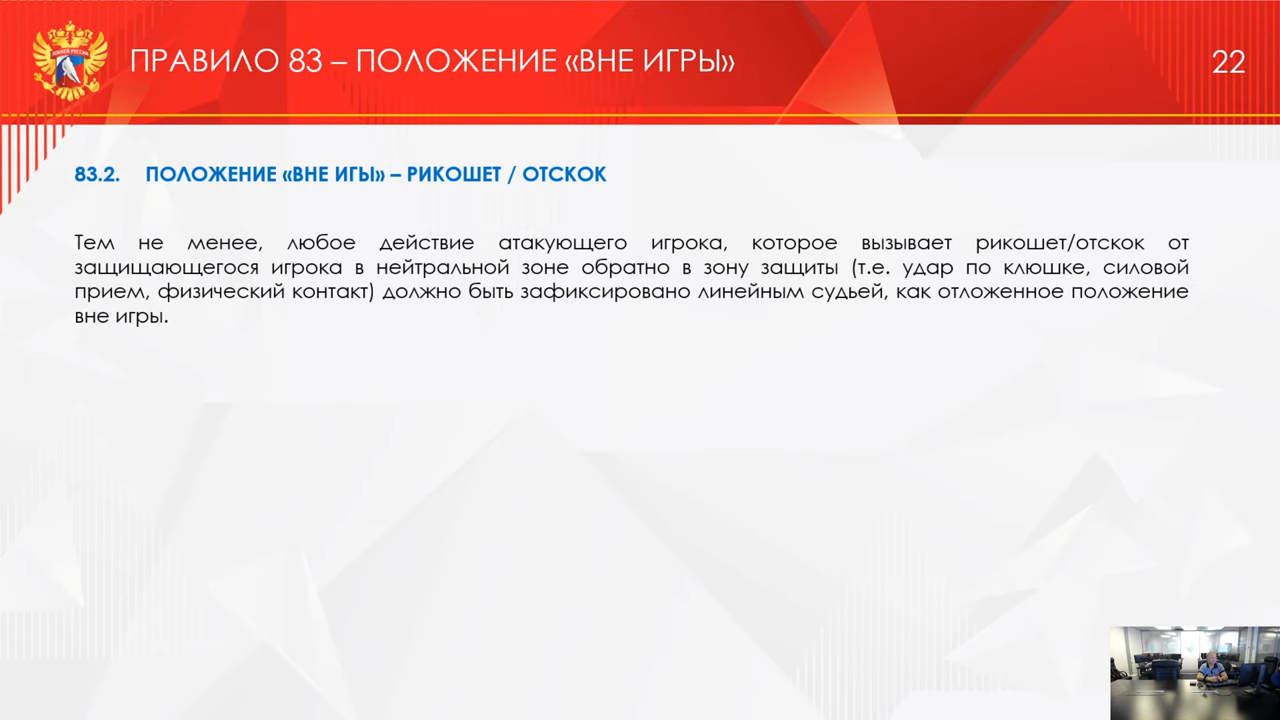 ПРАВИЛО 83 – ПОЛОЖЕНИЕ «ВНЕ ИГРЫ»
22
ХОККЕЙ РОССИИ
83.2. ПОЛОЖЕНИЕ «ВНЕ ИГЫ» – РИКОШЕТ / ОТСКОК
Тем не менее, любое действие атакующего игрока, которое вызывает рикошет/отскок от
защищающегося игрока в нейтральной зоне обратно в зону защиты (т.е. удар по клюшке, силовой
прием, физический контакт) должно быть зафиксировано линейным судьей, как отложенное положение
вне игры.